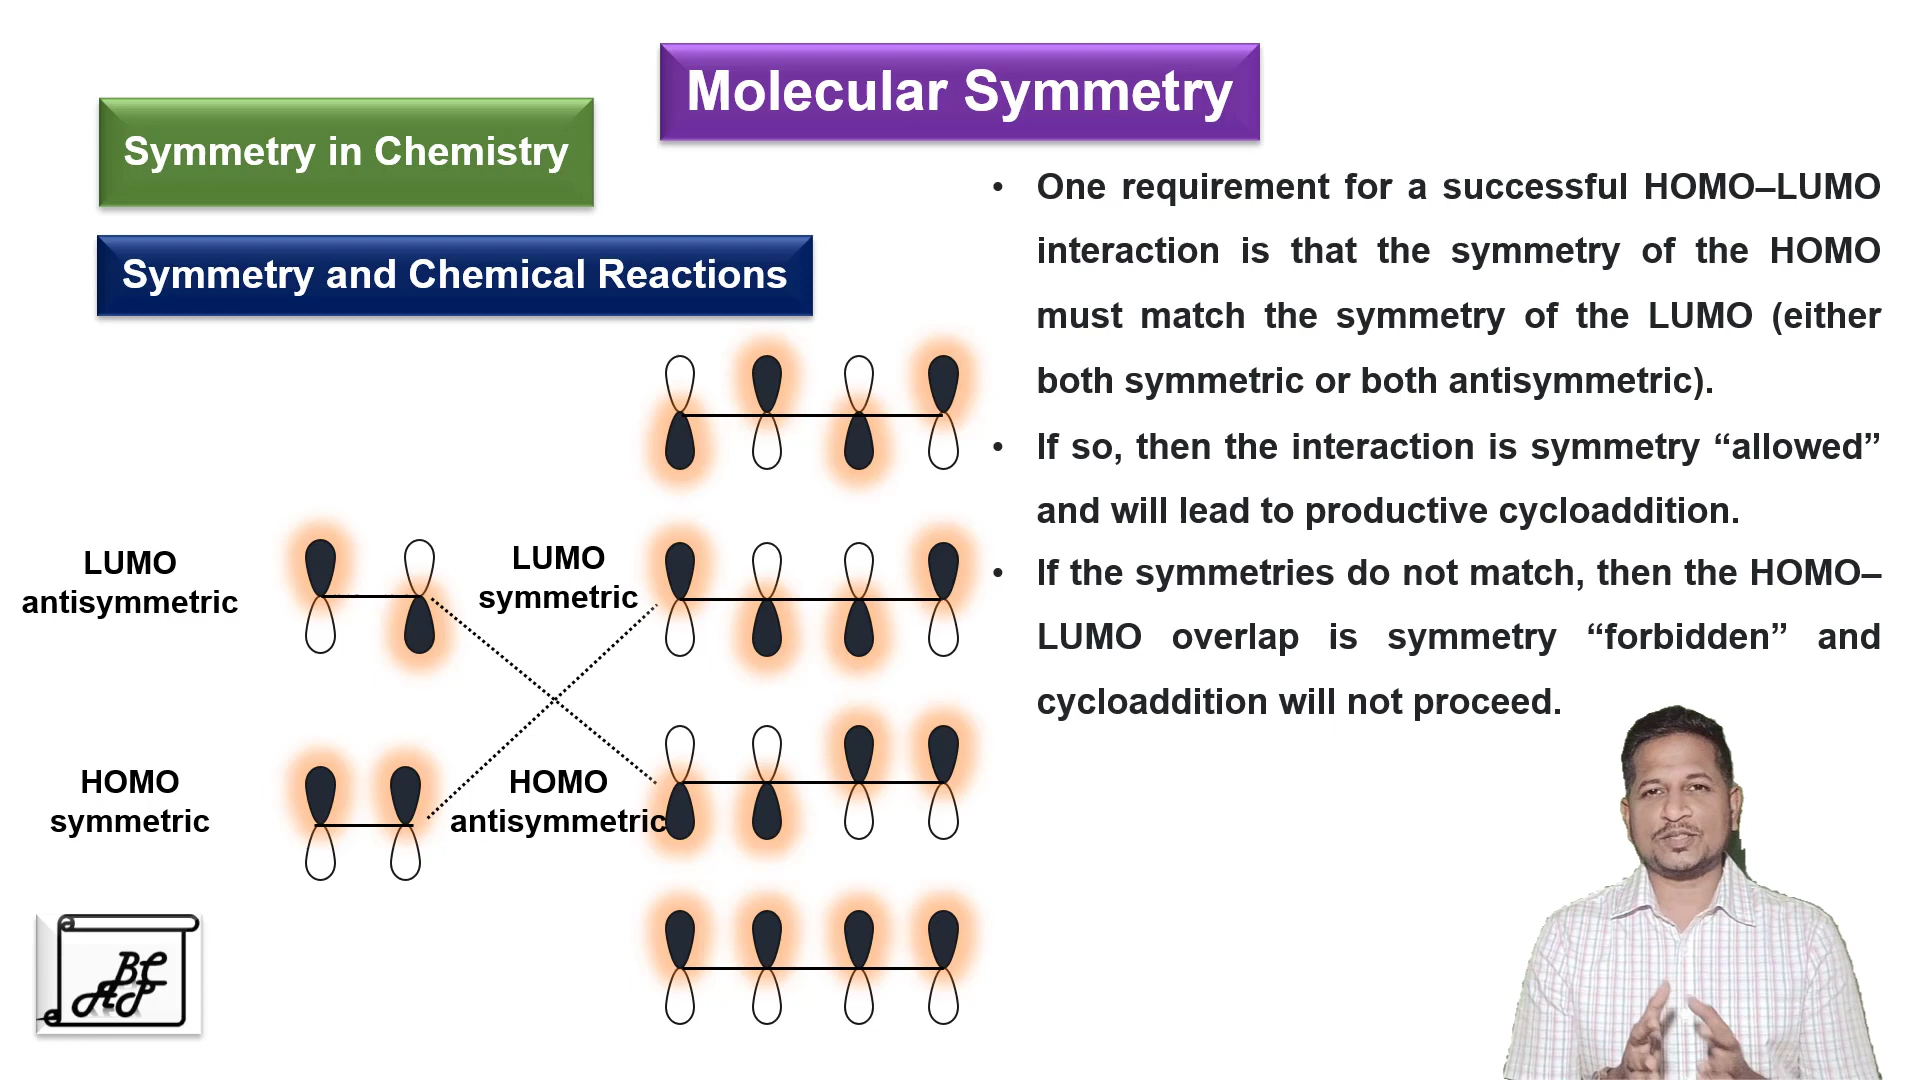 Molecular Symmetry
Symmetry in Chemistry
Symmetry and Chemical Reactions
• One requirement for a successful HOMO–LUMO
interaction is that the symmetry of the HOMO
must match the symmetry of the LUMO (either
both symmetric or both antisymmetric).
• If so, then the interaction is symmetry “allowed”
and will lead to productive cycloaddition.
• If the symmetries do not match, then the HOMO–
LUMO overlap is symmetry “forbidden” and
cycloaddition will not proceed.
LUMO
antisymmetric
LUMO
symmetric
HOMO
symmetric
HOMO
antisymmetric
BC
AP